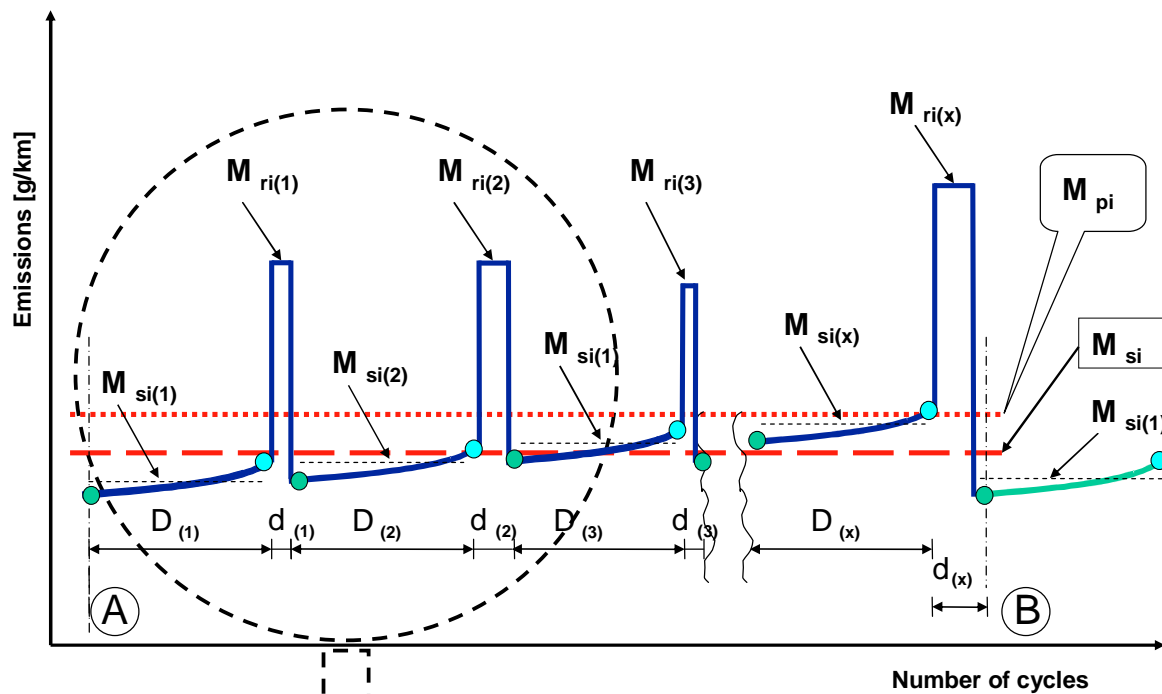 Emissions [g/km]
M ri(1)
M ri(2)
M ri(3)
M ri(x)
M pi
M si(1)
M si(2)
M si(1)
M si(x)
M si
M si(1)
D (1)
d (1)
D (2)
d (2)
D (3)
d (3)
D (x)
d (x)
A
B
Number of cycles